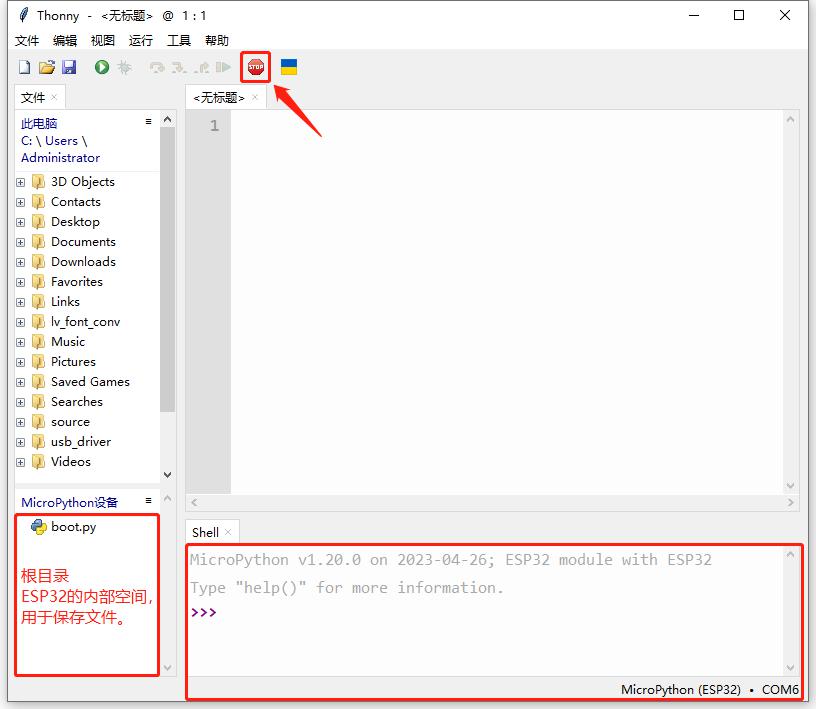 Thonny - <无标题> @ 1 : 1
文件 编辑 视图 运行 工具 帮助
STOP
文件
<无标题>
此电脑
C: \ Users \
Administrator
1
3D Objects
Contacts
Desktop
Documents
Downloads
Favorites
Links
lv_font_conv
Music
Pictures
Saved Games
Searches
source
usb_driver
Videos
MicroPython设备
boot.py
根目录
ESP32的内部空间，
用于保存文件。
Shell
MicroPython v1.20.0 on 2023-04-26; ESP32 module with ESP32
Type "help()" for more information.
>>>
MicroPython (ESP32) • COM6